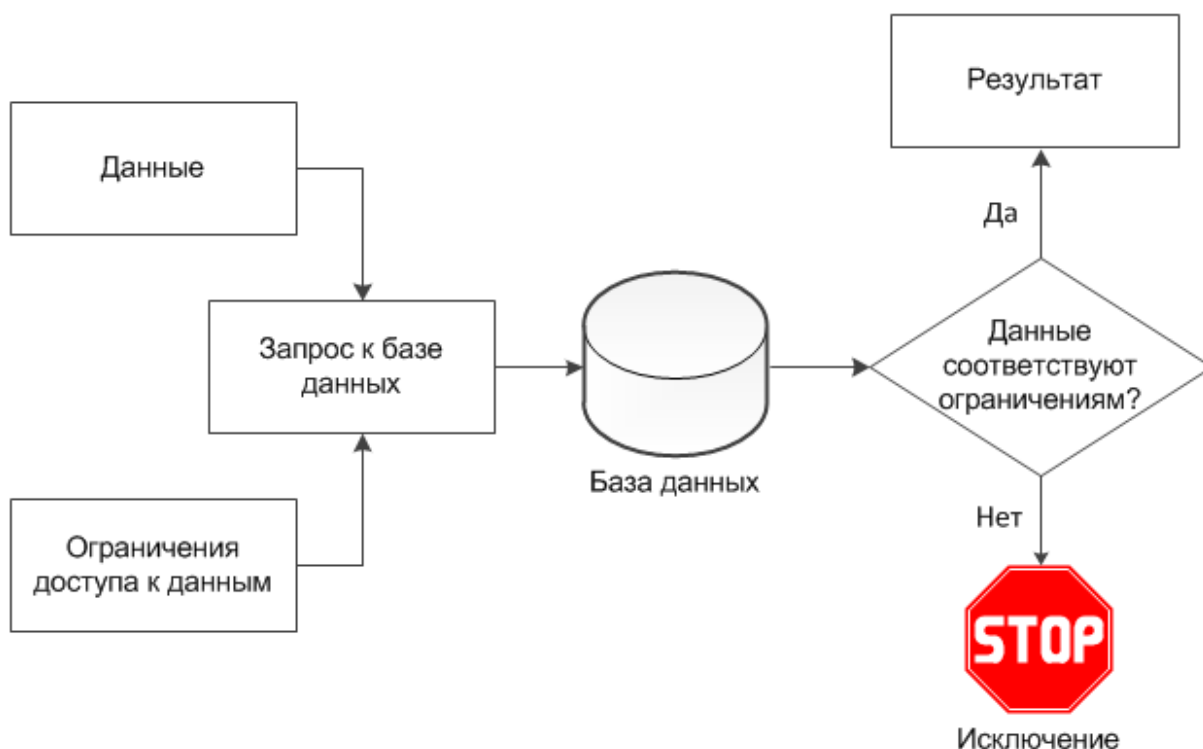 Данные
Запрос к базе
данных
Ограничения
доступа к данным
База данных
Результат
Да
Данные
соответствуют
ограничениям?
Нет
STOP
Исключение